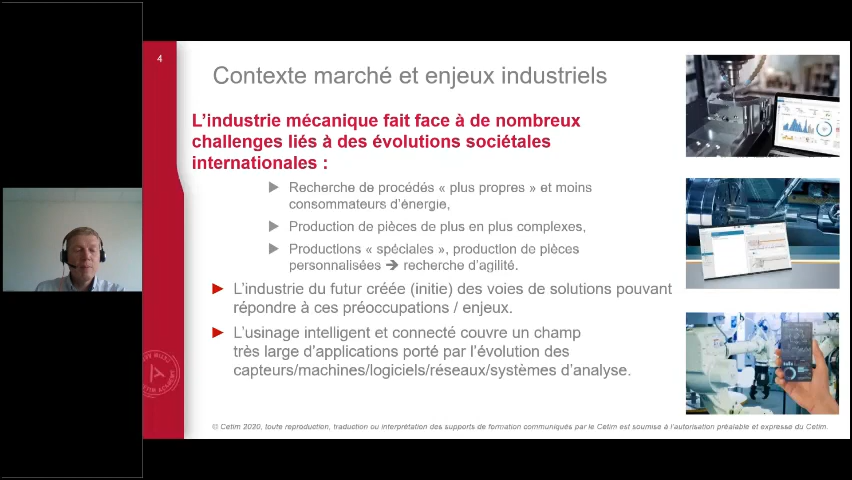 4
Contexte marché et enjeux industriels
L'industrie mécanique fait face à de nombreux
challenges liés à des évolutions sociétales
internationales :
Recherche de procédés « plus propres » et moins
consommateurs d'énergie,
Production de pièces de plus en plus complexes,
Productions « spéciales », production de pièces
personnalisées ➔ recherche d'agilité.
L'industrie du futur créée (initie) des voies de solutions pouvant
répondre à ces préoccupations / enjeux.
L'usinage intelligent et connecté couvre un champ
très large d'applications porté par l'évolution des
capteurs/machines/logiciels/réseaux/systèmes d'analyse.
© Cetim 2020, toute reproduction, traduction ou interprétation des supports de formation communiqués par le Cetim est soumise à l'autorisation préalable et expresse du Cetim.